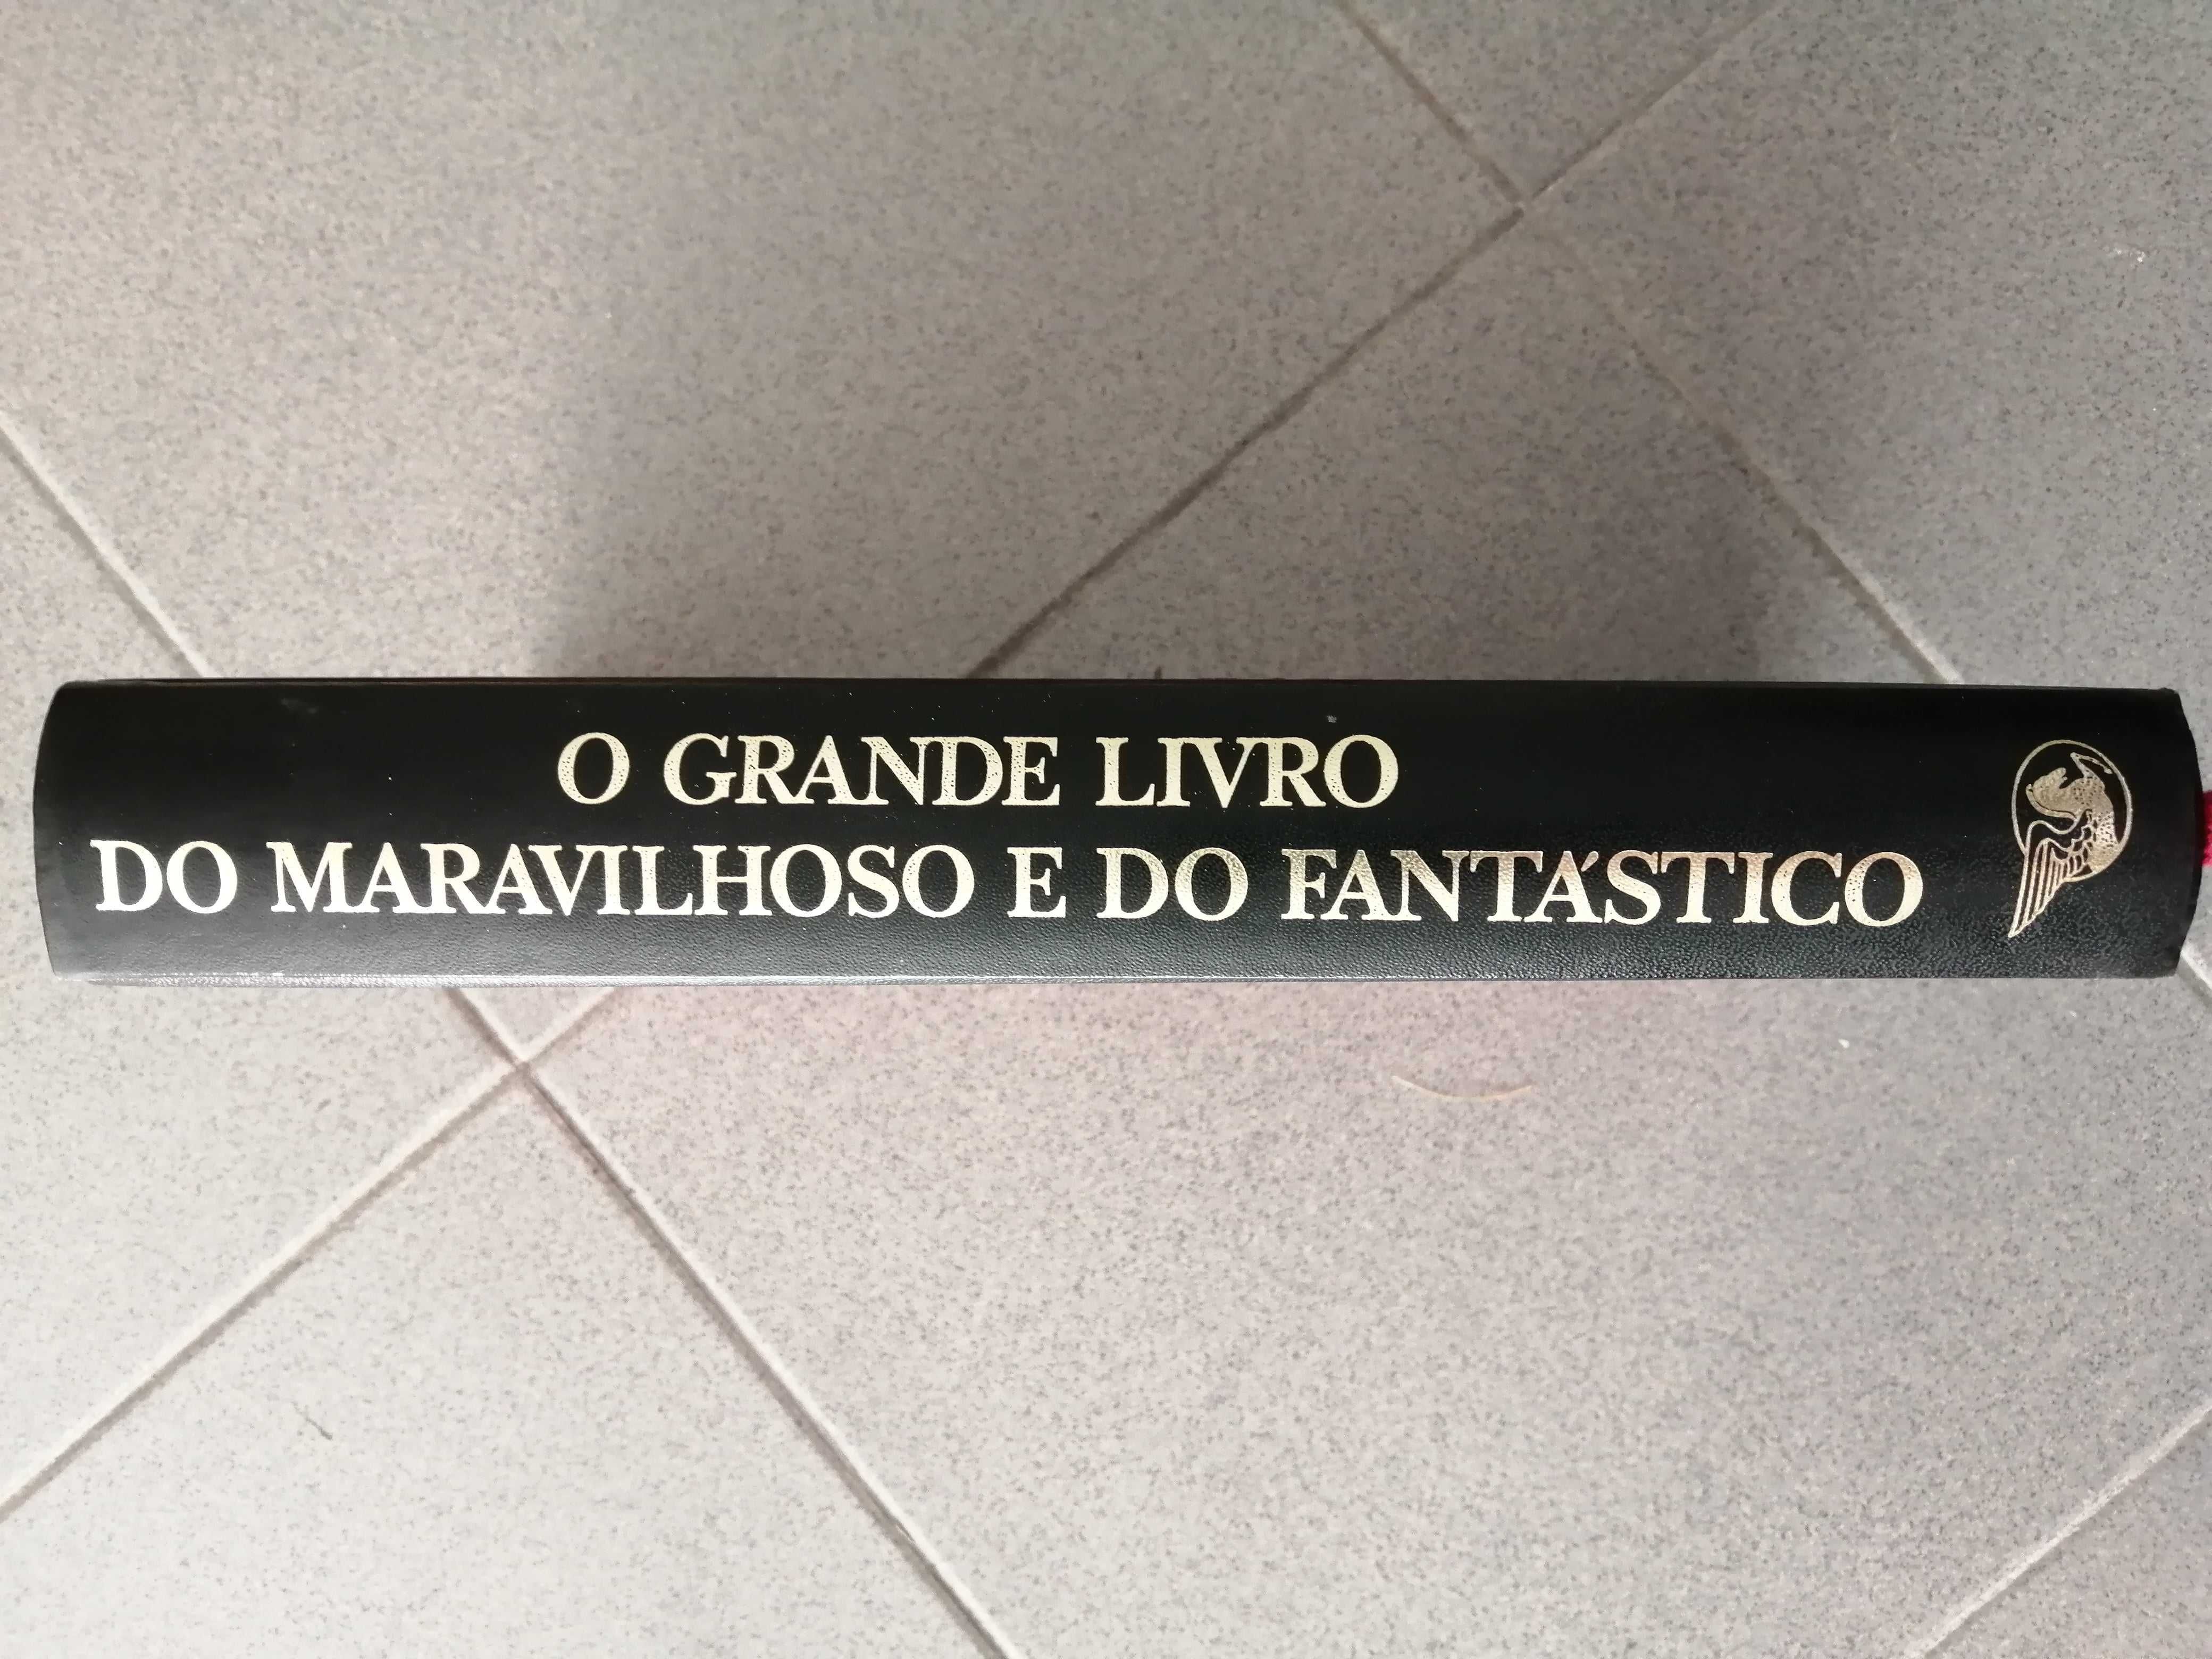 O GRANDE LIVRO
DO MARAVILHOSO E DO FANTÁSTICO